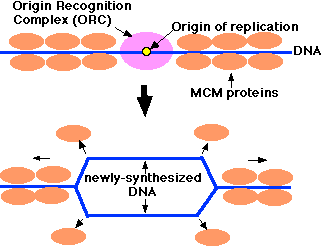 Origin Recognition
Complex (ORC)
Origin of replication
DNA
MCM proteins
newly-synthesized
DNA